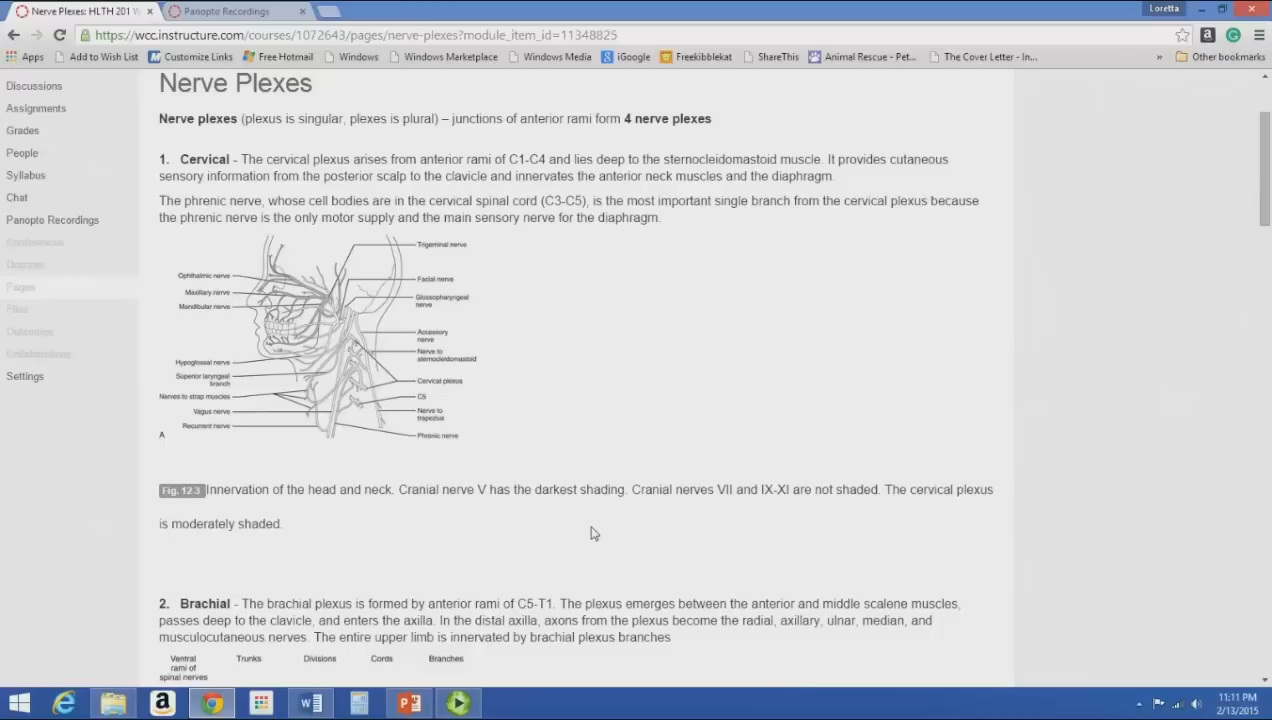 Nerve Plexes: HLTH 201 W
Panopto Recordings
Loretta
https://wcc.instructure.com/courses/1072643/pages/nerve-plexes?module_item_id=11348825
Apps Add to Wish List Customize Links Free Hotmail Windows Windows Marketplace Windows Media iGoogle Freekibblekat ShareThis Animal Rescue - Pet... The Cover Letter - In... » Other bookmarks
Discussions
Assignments
Grades
People
Syllabus
Chat
Panopto Recordings
Conferences
Quizzes
Pages
Files
Outcomes
Collaborations
Settings
Nerve Plexes
Nerve plexes (plexus is singular, plexes is plural) – junctions of anterior rami form 4 nerve plexes
1. Cervical - The cervical plexus arises from anterior rami of C1-C4 and lies deep to the sternocleidomastoid muscle. It provides cutaneous
sensory information from the posterior scalp to the clavicle and innervates the anterior neck muscles and the diaphragm.
The phrenic nerve, whose cell bodies are in the cervical spinal cord (C3-C5), is the most important single branch from the cervical plexus because
the phrenic nerve is the only motor supply and the main sensory nerve for the diaphragm.
Ophthalmic nerve
Maxillary nerve
Mandibular nerve
Hypoglossal nerve
Superior laryngeal
branch
Nerves to strap muscles
Vagus nerve
Recurrent nerve
A
Trigeminal nerve
Facial nerve
Glossopharyngeal
nerve
Accessory
nerve
Nerve to
sternocleidomastoid
Cervical plexus
C5
Nerve to
trapezius
Phrenic nerve
Fig. 12.3 Innervation of the head and neck. Cranial nerve V has the darkest shading. Cranial nerves VII and IX-XI are not shaded. The cervical plexus
is moderately shaded.
2. Brachial - The brachial plexus is formed by anterior rami of C5-T1. The plexus emerges between the anterior and middle scalene muscles,
passes deep to the clavicle, and enters the axilla. In the distal axilla, axons from the plexus become the radial, axillary, ulnar, median, and
musculocutaneous nerves. The entire upper limb is innervated by brachial plexus branches
Ventral
rami of
spinal nerves
Trunks Divisions Cords Branches
11:11 PM
2/13/2015